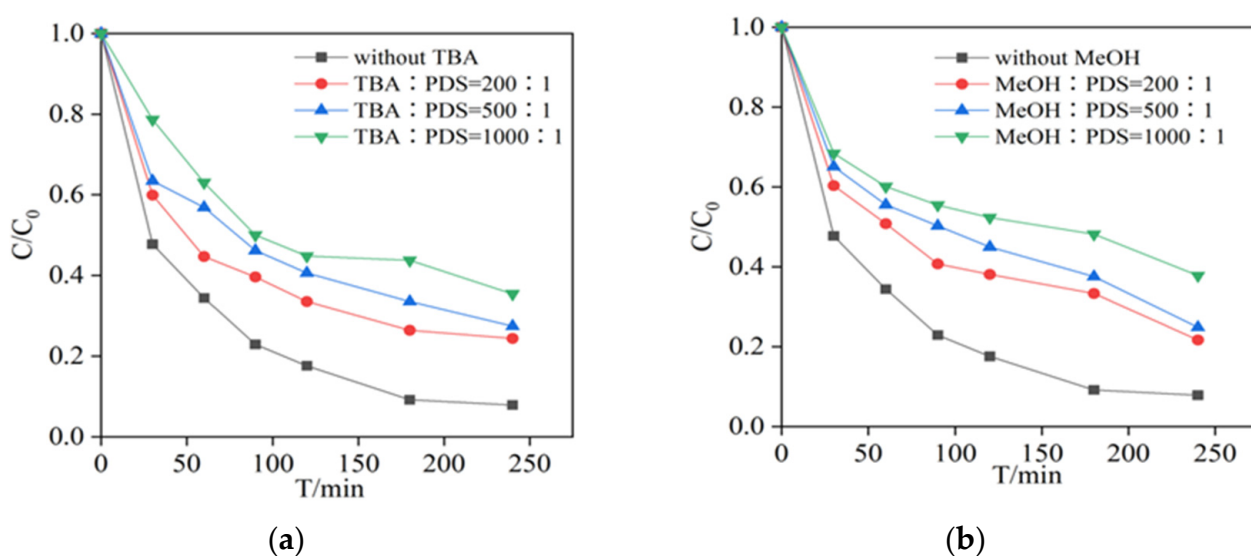 (a)
C/C0
1.0
0.8
0.6
0.4
0.2
0.0
without TBA
TBA：PDS=200：1
TBA：PDS=500：1
TBA：PDS=1000：1
0 50 100 150 200 250
T/min
(b)
C/C0
1.0
0.8
0.6
0.4
0.2
0.0
without MeOH
MeOH：PDS=200：1
MeOH：PDS=500：1
MeOH：PDS=1000：1
0 50 100 150 200 250
T/min
(a)
(b)